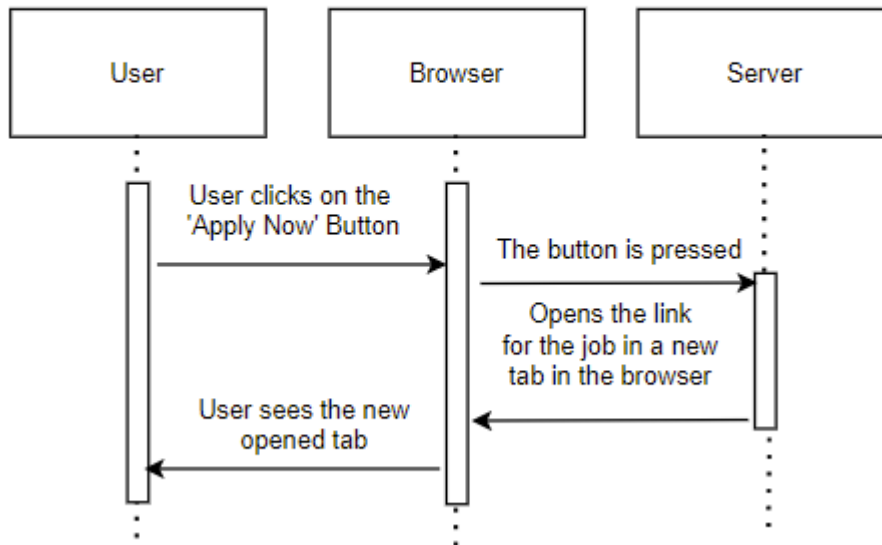 User
Browser
Server
User clicks on the
'Apply Now' Button
The button is pressed
Opens the link
for the job in a new
tab in the browser
User sees the new
opened tab